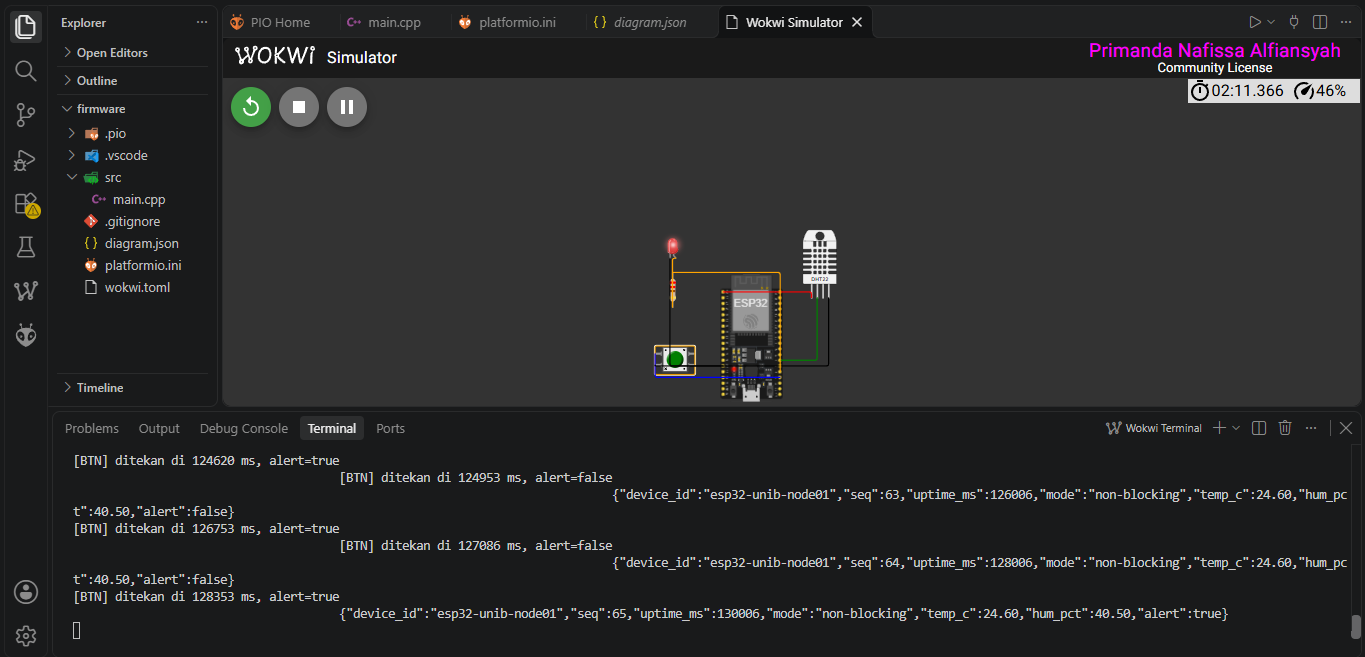 Explorer
PIO Home
main.cpp
platformio.ini
diagram.json
Wokwi Simulator
Open Editors
Outline
firmware
.pio
.vscode
src
main.cpp
.gitignore
diagram.json
platformio.ini
wokwi.toml
Timeline
WOKWi Simulator
Primanda Nafissa Alfiansyah
Community License
02:11.366 46%
DHT22
ESP32
Problems
Output
Debug Console
Terminal
Ports
Wokwi Terminal
[BTN] ditekan di 124620 ms, alert=true
[BTN] ditekan di 124953 ms, alert=false
{"device_id":"esp32-unib-node01","seq":63,"uptime_ms":126006,"mode":"non-blocking","temp_c":24.60,"hum_pc
t":40.50,"alert":false}
[BTN] ditekan di 126753 ms, alert=true
[BTN] ditekan di 127086 ms, alert=false
{"device_id":"esp32-unib-node01","seq":64,"uptime_ms":128006,"mode":"non-blocking","temp_c":24.60,"hum_pc
t":40.50,"alert":false}
[BTN] ditekan di 128353 ms, alert=true
{"device_id":"esp32-unib-node01","seq":65,"uptime_ms":130006,"mode":"non-blocking","temp_c":24.60,"hum_pct":40.50,"alert":true}